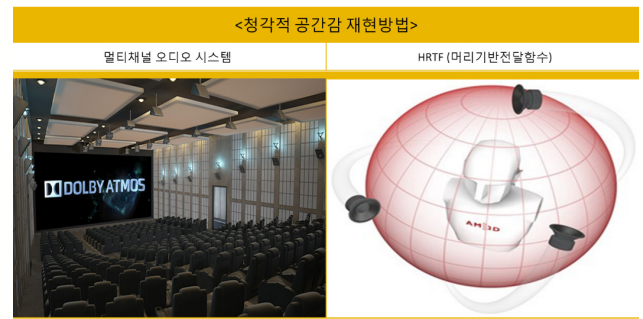 <청각적 공간감 재현방법>
멀티채널 오디오 시스템
HRTF (머리기반전달함수)
DOLBY ATMOS
AM3D